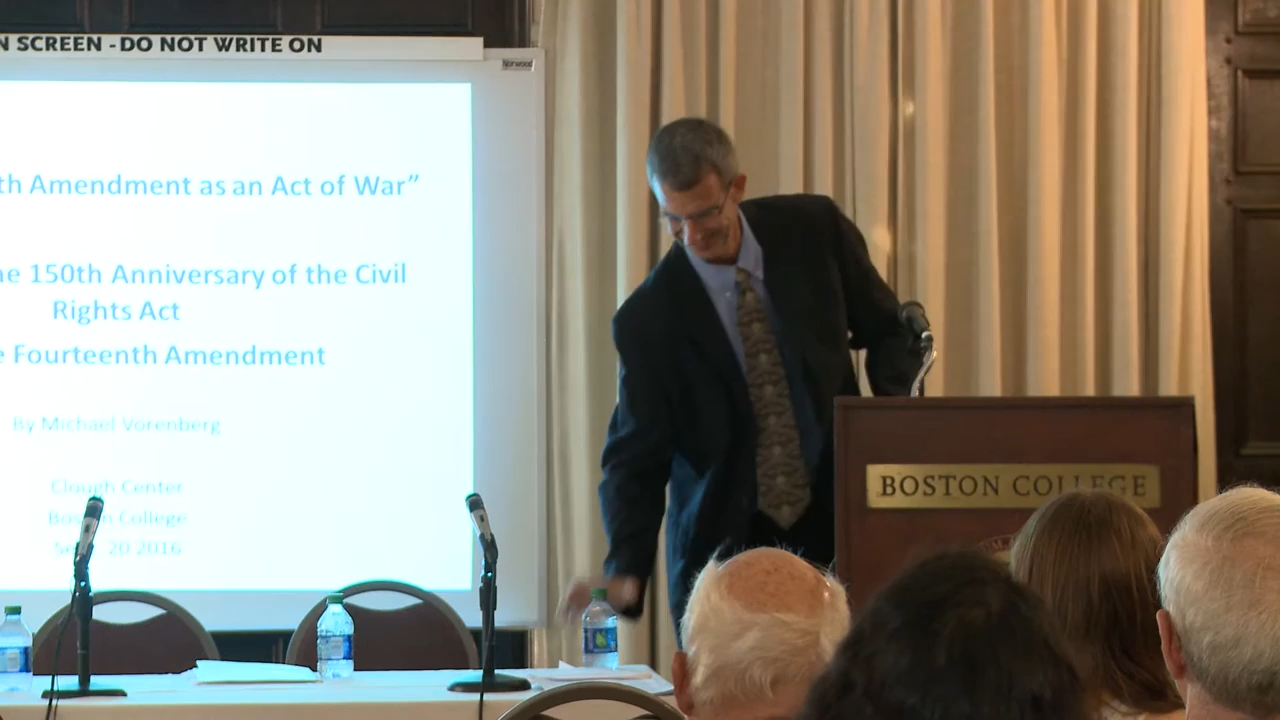 N SCREEN - DO NOT WRITE ON
Norwood
th Amendment as an Act of War”
he 150th Anniversary of the Civil
Rights Act
e Fourteenth Amendment
By Michael Vorenberg
Clough Center
Boston College
20 2016
BOSTON COLLEGE